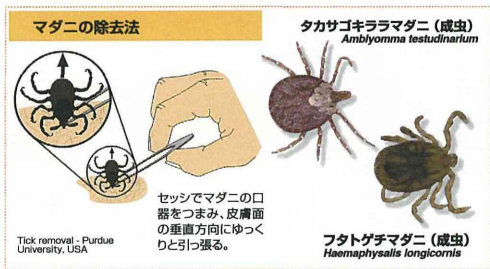 マダニの除去法
セッシでマダニの口
器をつまみ、皮膚面
の垂直方向にゆっく
りと引っ張る。
Tick removal - Purdue
University, USA
タカサゴキララマダニ（成虫）
Amblyomma testudinarium
フタトゲチマダニ（成虫）
Haemaphysalis longicornis